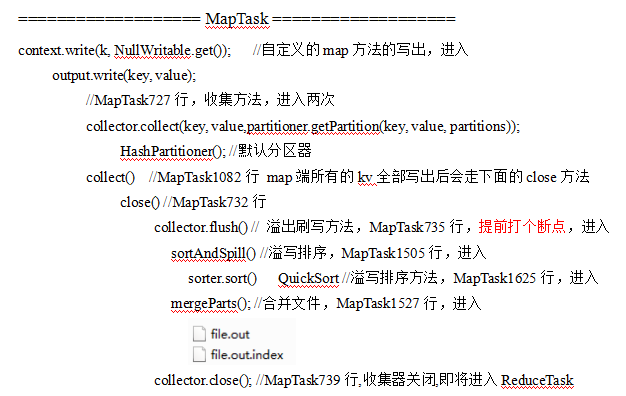 =================== MapTask ===================
context.write(k, NullWritable.get()); //自定义的 map 方法的写出，进入
output.write(key, value);
//MapTask727 行，收集方法，进入两次
collector.collect(key, value,partitioner.getPartition(key, value, partitions));
HashPartitioner(); //默认分区器
collect() //MapTask1082 行 map 端所有的 kv 全部写出后会走下面的 close 方法
close() //MapTask732 行
collector.flush() // 溢出刷写方法，MapTask735 行，提前打个断点，进入
sortAndSpill() //溢写排序，MapTask1505 行，进入
sorter.sort() QuickSort //溢写排序方法，MapTask1625 行，进入
mergeParts(); //合并文件，MapTask1527 行，进入
file.out
file.out.index
collector.close(); //MapTask739 行,收集器关闭,即将进入 ReduceTask